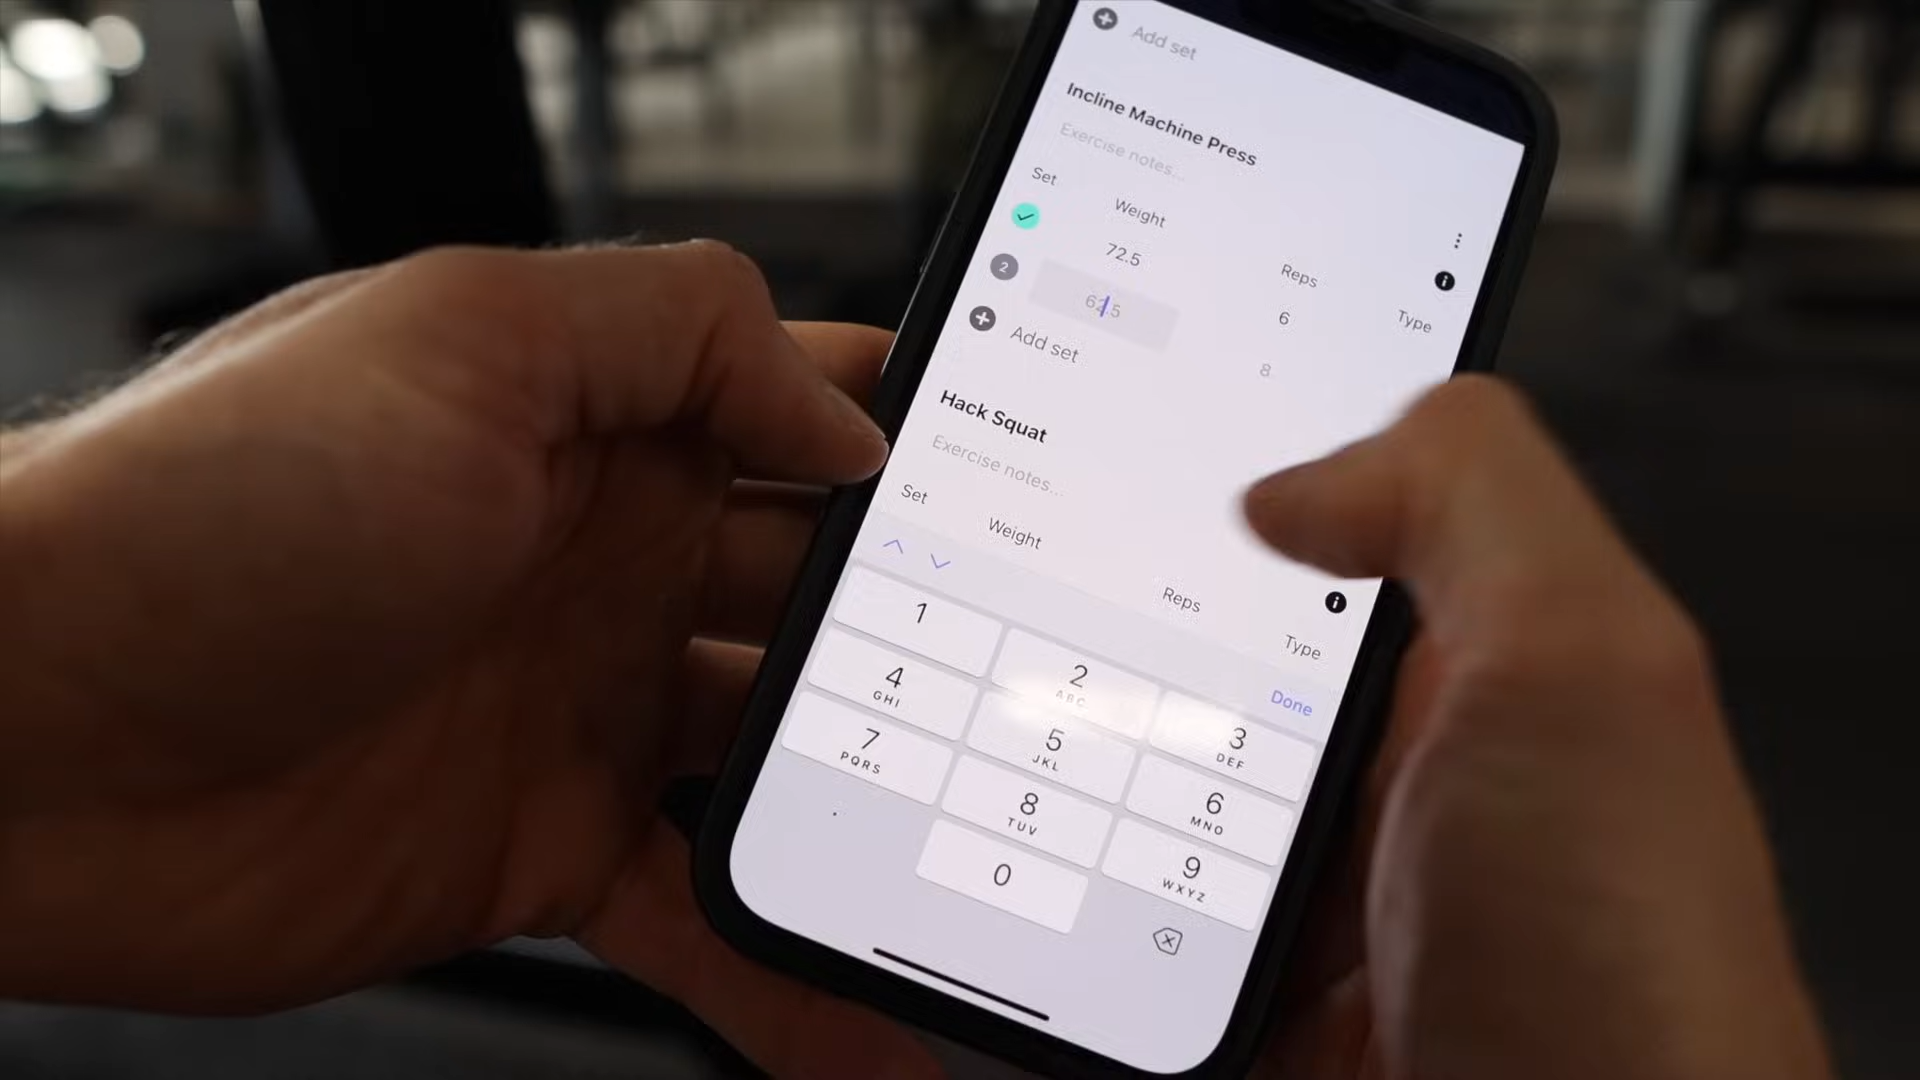 Add set
Incline Machine Press
Exercise notes...
Set Weight Reps Type
72.5 6
2 62.5 8
Add set
Hack Squat
Exercise notes...
Set Weight Reps Type
Done
1 2 ABC 3 DEF
4 GHI 5 JKL 6 MNO
7 PQRS 8 TUV 9 WXYZ
. 0